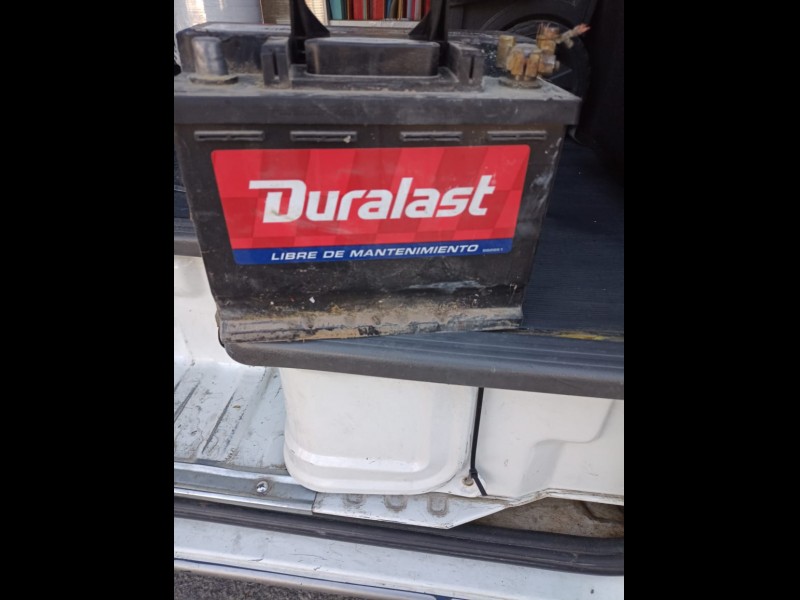 Duralast
LIBRE DE MANTENIMIENTO